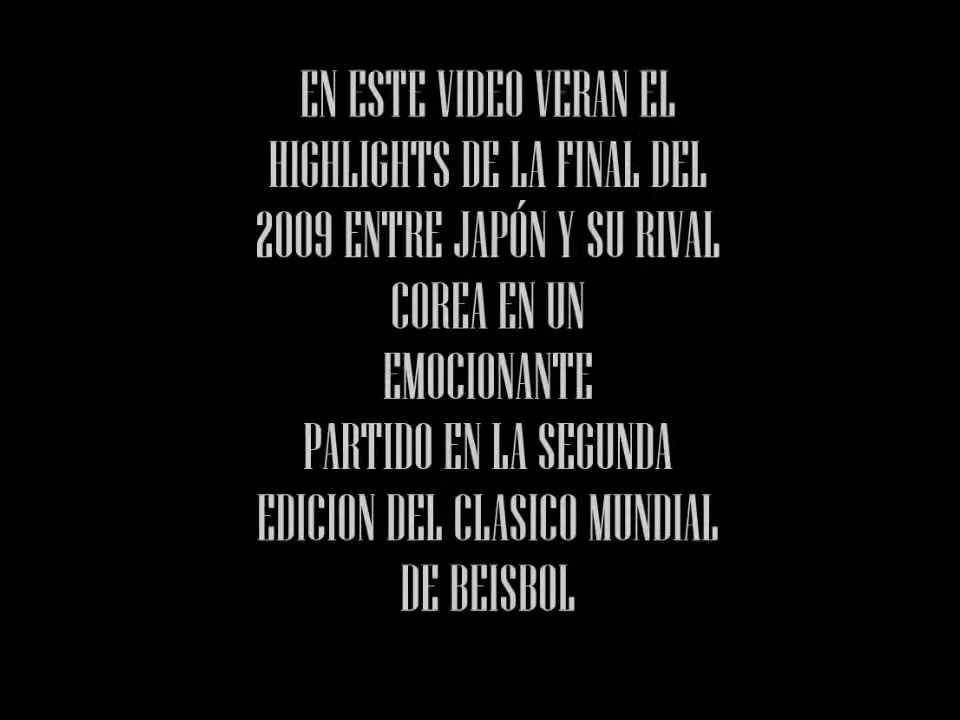 EN ESTE VIDEO VERAN EL
HIGHLIGHTS DE LA FINAL DEL
2009 ENTRE JAPÓN Y SU RIVAL
COREA EN UN
EMOCIONANTE
PARTIDO EN LA SEGUNDA
EDICION DEL CLASICO MUNDIAL
DE BEISBOL